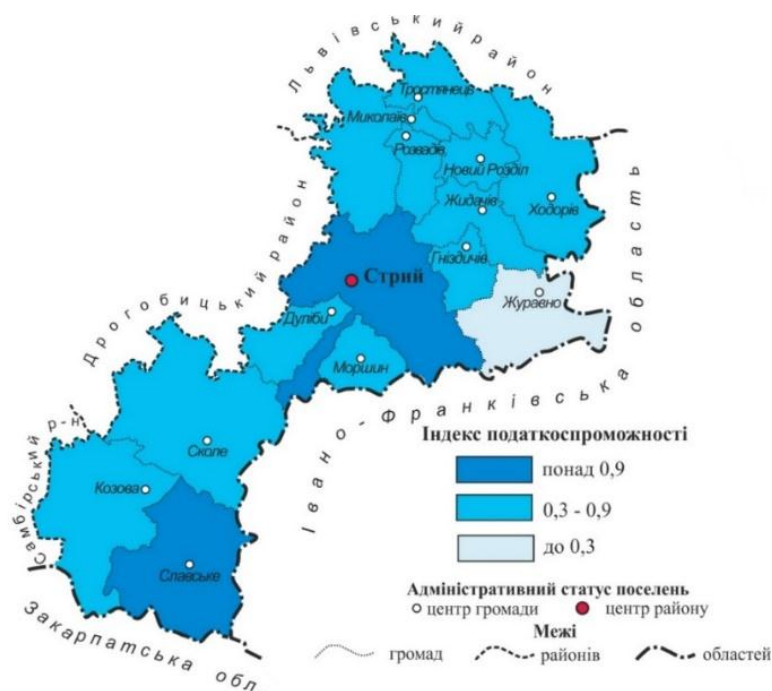 Львівський район
Тростянець
Миколаїв
Розвадів
Новий Розділ
Жидачів
Ходорів
Гніздичів
Стрий
Журавно
Дуліби
Моршин
Дрогобицький район
Івано-Франківська область
Сколе
Козова
Самбірський р-н
Славське
Закарпатська обл
Індекс податкоспроможності
понад 0,9
0,3 - 0,9
до 0,3
Адміністративний статус поселень
центр громади центр району
Межі
громад районів областей